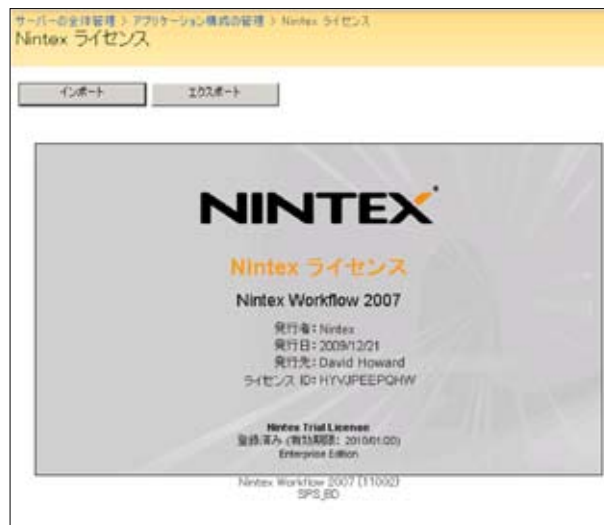 サーバーの全体管理 > アプリケーション構成の管理 > Nintex ライセンス
Nintex ライセンス
インポート
エクスポート
NINTEX
Nintex ライセンス
Nintex Workflow 2007
発行者: Nintex
発行日: 2009/12/21
発行先: David Howard
ライセンス ID: HYVJPEEPQHW
Nintex Trial License
登録済み (有効期限: 2010/01/20)
Enterprise Edition
Nintex Workflow 2007 (11002)
SPS_BD